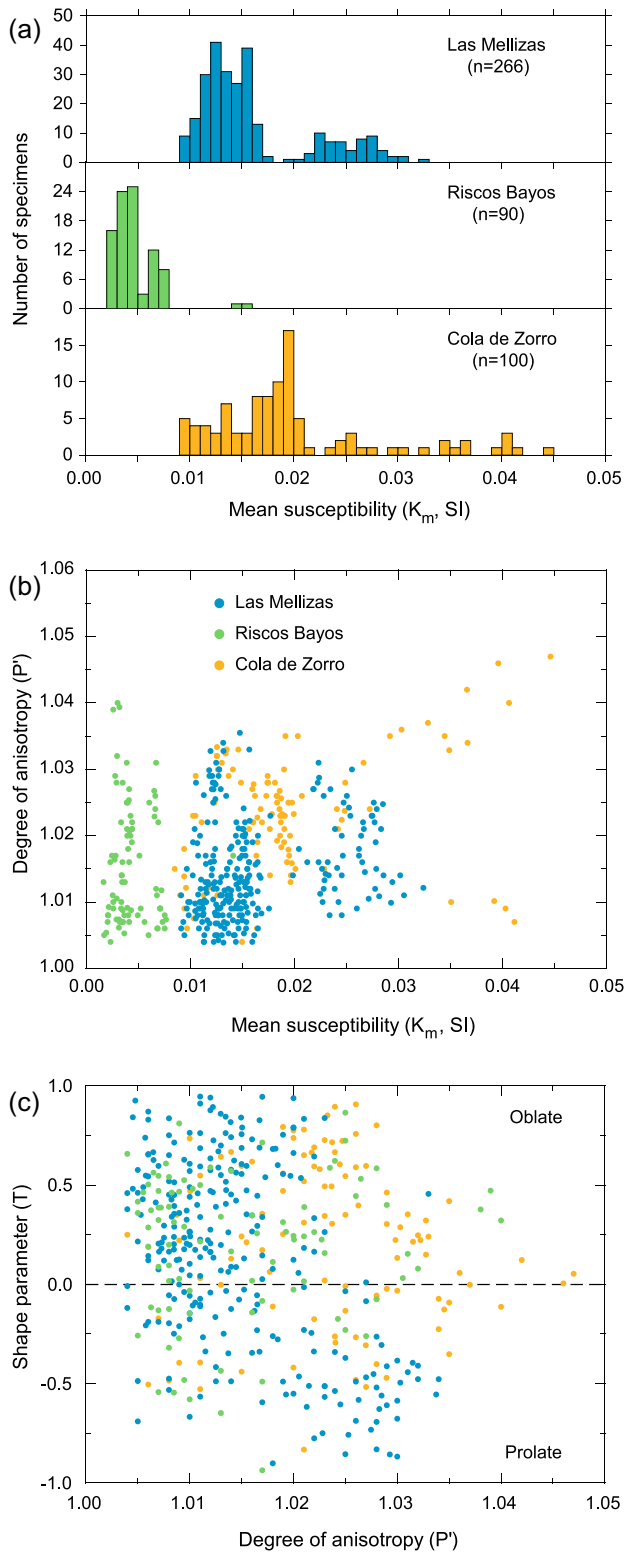 (a)
50
40
30
20
10
0
Las Mellizas
(n=266)
24
18
12
6
0
Riscos Bayos
(n=90)
15
10
5
0
Cola de Zorro
(n=100)
Number of specimens
0.00 0.01 0.02 0.03 0.04 0.05
Mean susceptibility (Km, SI)
(b)
1.06
1.05
1.04
1.03
1.02
1.01
1.00
Degree of anisotropy (P')
Las Mellizas
Riscos Bayos
Cola de Zorro
0.00 0.01 0.02 0.03 0.04 0.05
Mean susceptibility (Km, SI)
(c)
1.0
0.5
0.0
-0.5
-1.0
Shape parameter (T)
Oblate
Prolate
1.00 1.01 1.02 1.03 1.04 1.05
Degree of anisotropy (P')